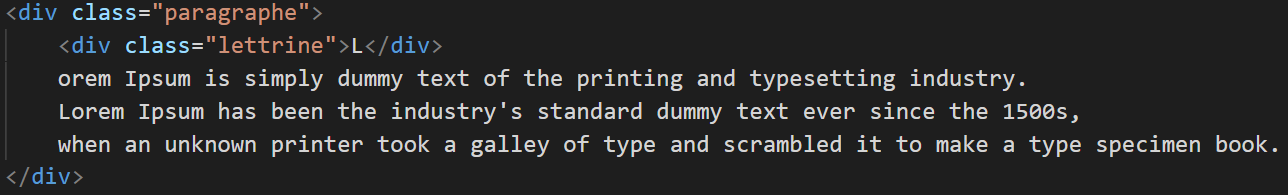 <div class="paragraphe">
<div class="lettrine">L</div>
orem Ipsum is simply dummy text of the printing and typesetting industry.
Lorem Ipsum has been the industry's standard dummy text ever since the 1500s,
when an unknown printer took a galley of type and scrambled it to make a type specimen book.
</div>